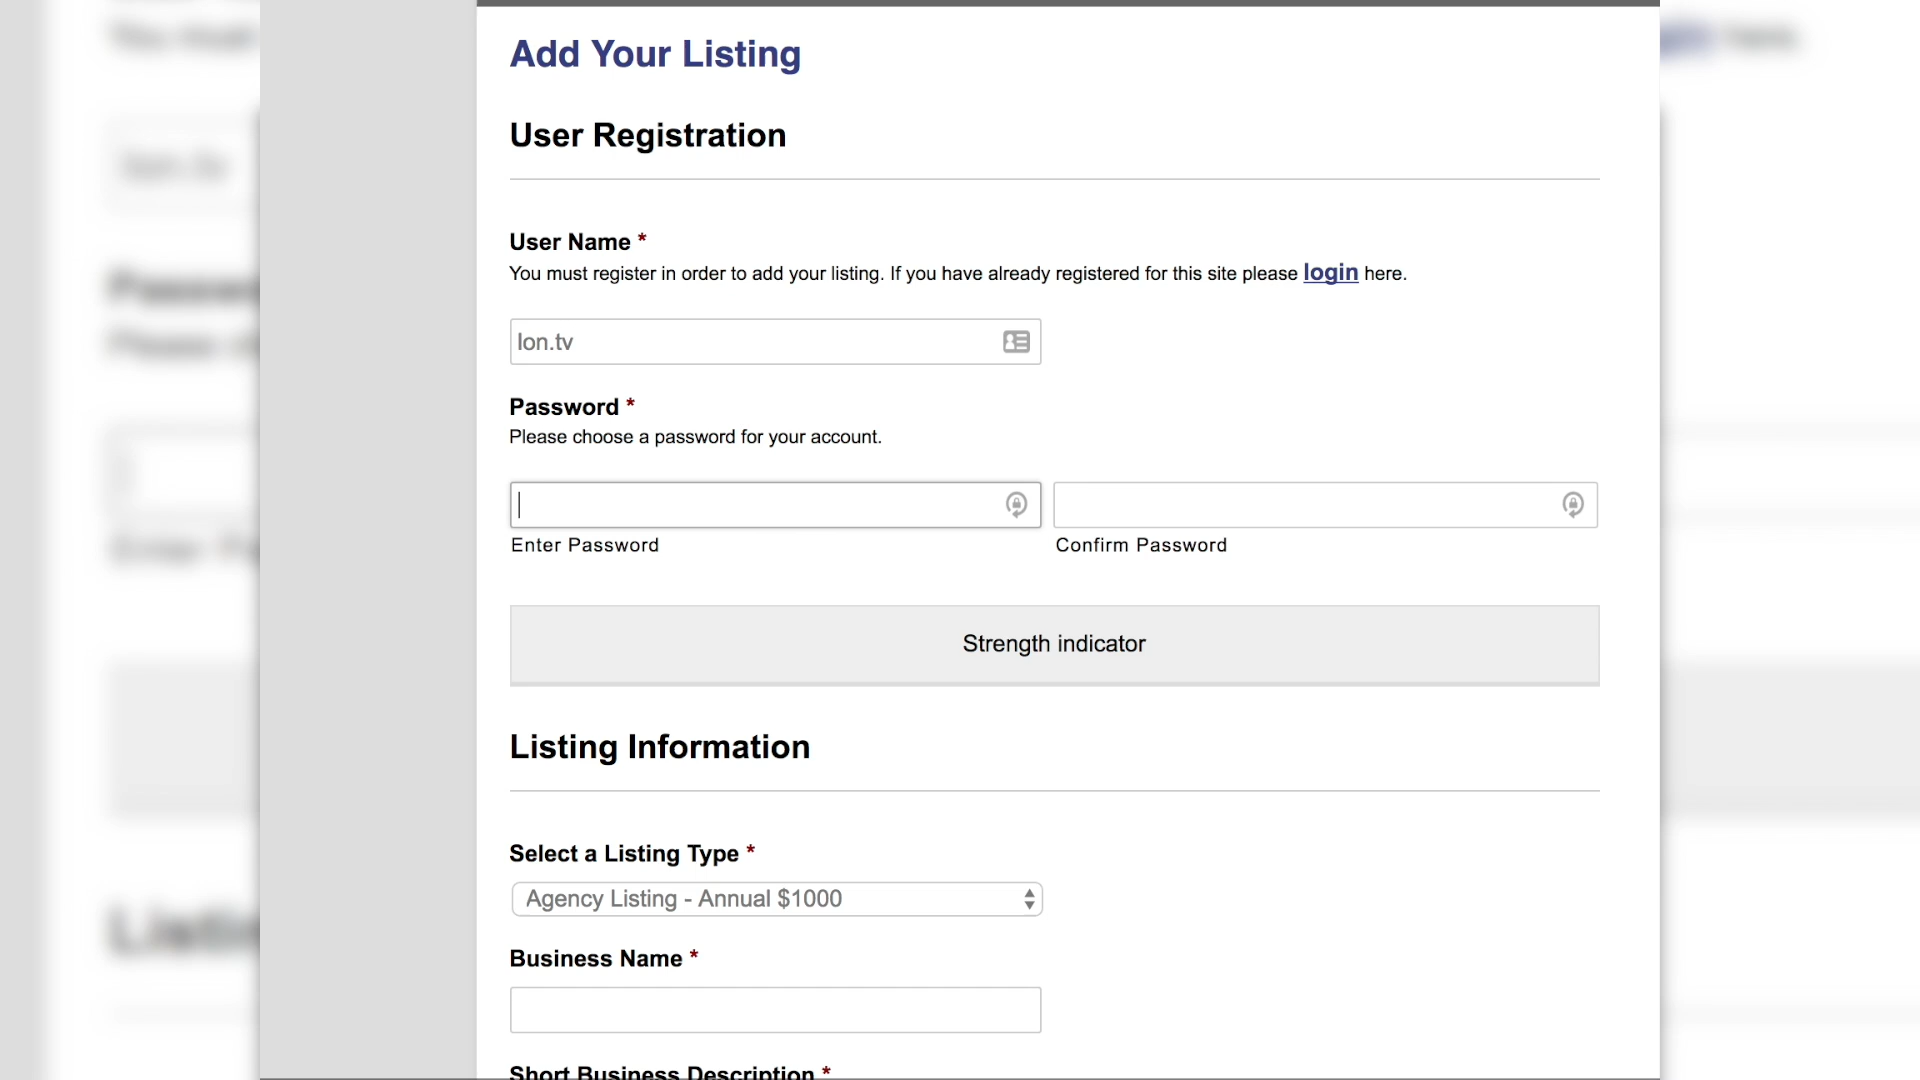 Add Your Listing
User Registration
User Name *
You must register in order to add your listing. If you have already registered for this site please login here.
lon.tv
Password *
Please choose a password for your account.
Enter Password
Confirm Password
Strength indicator
Listing Information
Select a Listing Type *
Agency Listing - Annual $1000
Business Name *
Short Business Description *